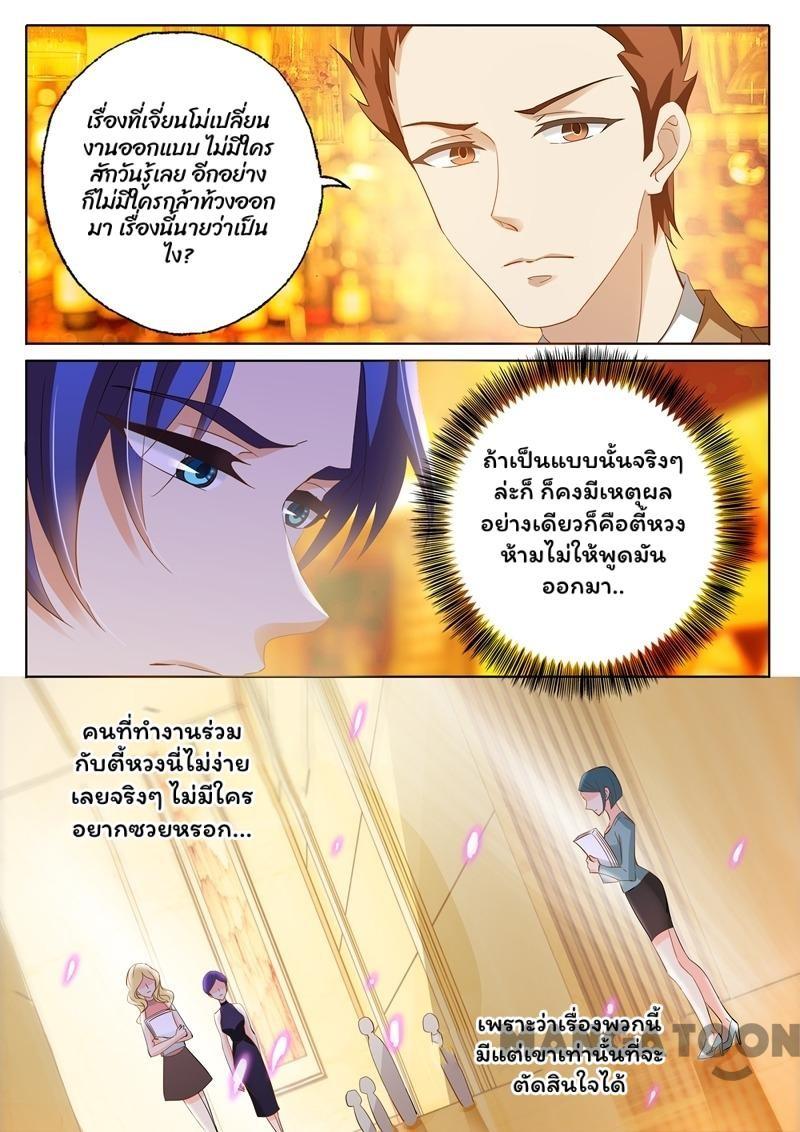 เรื่องที่เจี่ยนโม่เปลี่ยน
งานออกแบบ ไม่มีใคร
สักวันรู้เลย อีกอย่าง
ก็ไม่มีใครกล้าท้วงออก
มา เรื่องนี้นายว่าเป็น
ไง?
ถ้าเป็นแบบนั้นจริงๆ
ล่ะก็ ก็คงมีเหตุผล
อย่างเดียวก็คือตี้หวง
ห้ามไม่ให้พูดมัน
ออกมา..
คนที่ทำงานร่วม
กับตี้หวงนี่ไม่ง่าย
เลยจริงๆ ไม่มีใคร
อยากซวยหรอก...
เพราะว่าเรื่องพวกนี้
มีแต่เขาเท่านั้นที่จะ
ตัดสินใจได้
MANGATOON